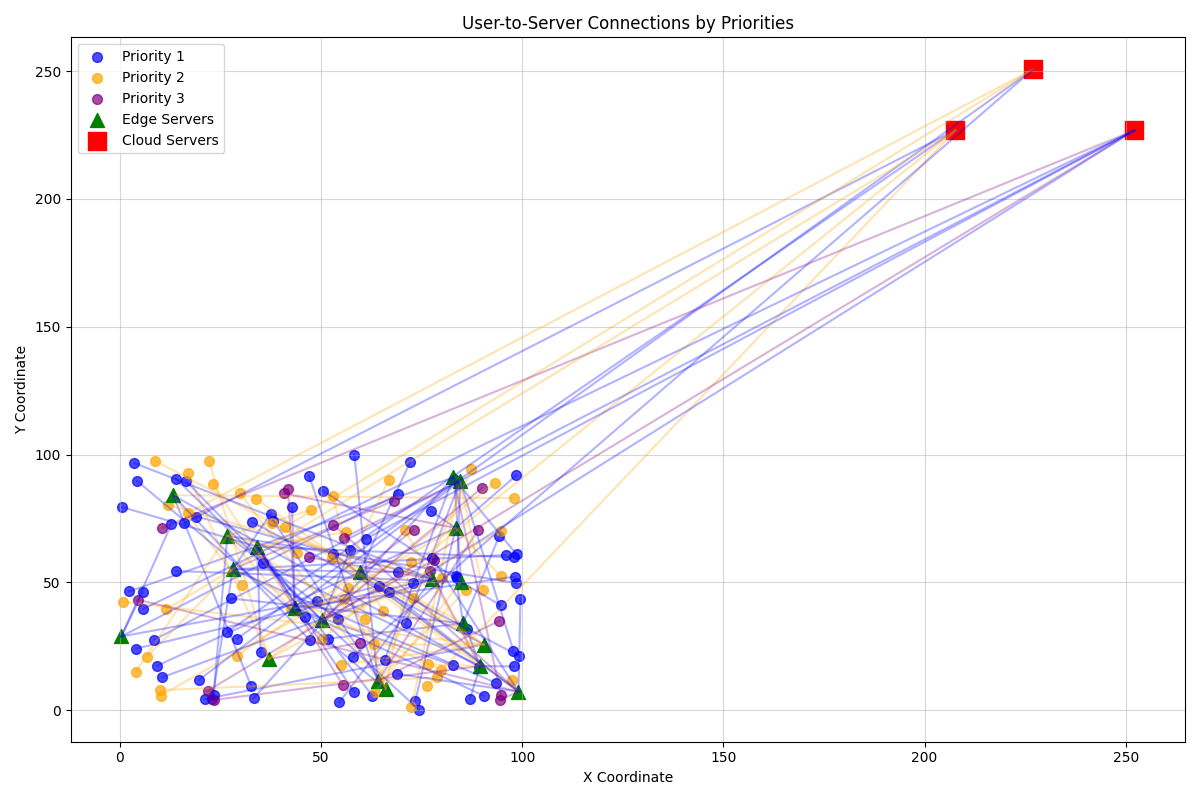 User-to-Server Connections by Priorities
Priority 1
Priority 2
Priority 3
Edge Servers
Cloud Servers
Y Coordinate
250
200
150
100
50
0
0 50 100 150 200 250
X Coordinate